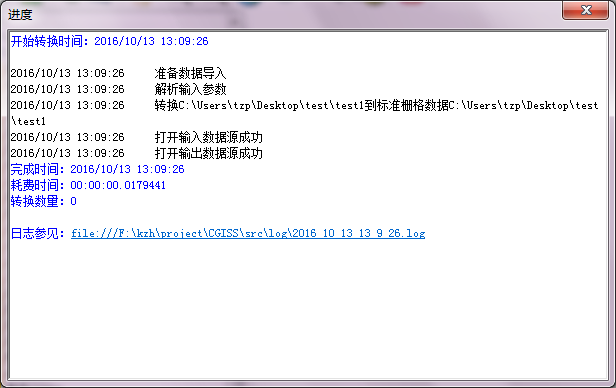 进度
开始转换时间：2016/10/13 13:09:26
2016/10/13 13:09:26 准备数据导入
2016/10/13 13:09:26 解析输入参数
2016/10/13 13:09:26 转换C:\Users\tzp\Desktop\test\test1到标准栅格数据C:\Users\tzp\Desktop\test
\test1
2016/10/13 13:09:26 打开输入数据源成功
2016/10/13 13:09:26 打开输出数据源成功
完成时间：2016/10/13 13:09:26
耗费时间：00:00:00.0179441
转换数量：0
日志参见：file:///F:\kzh\project\CGISS\src\log\2016_10_13_13_9_26.log